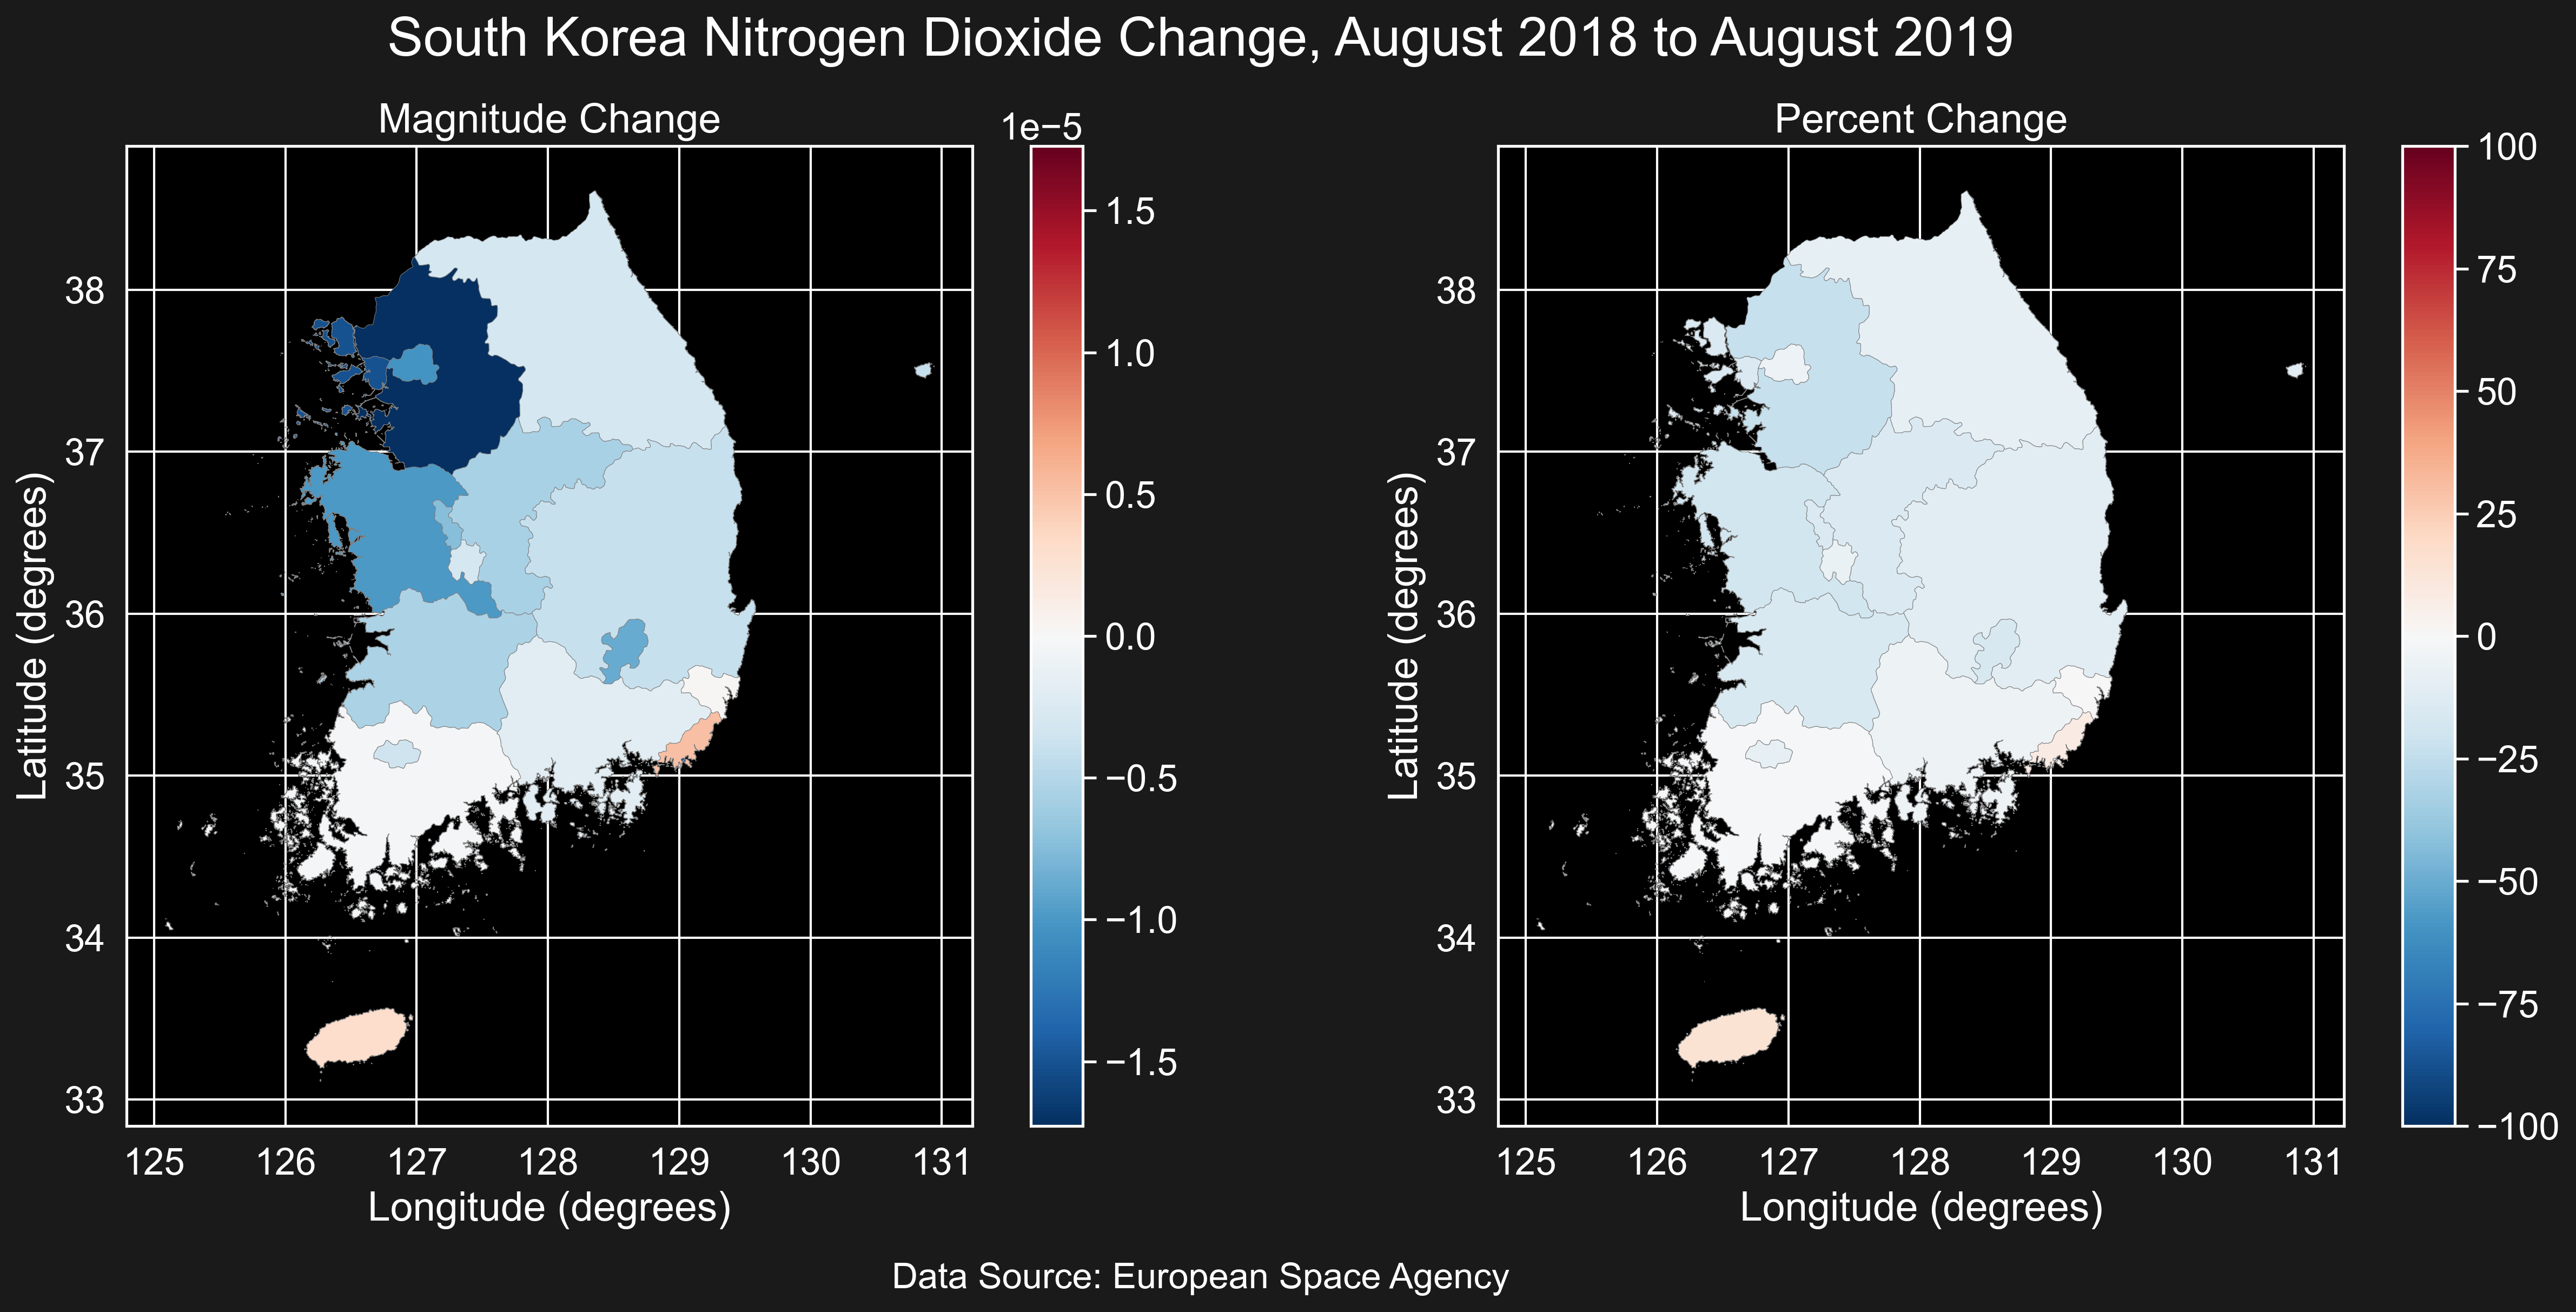 South Korea Nitrogen Dioxide Change, August 2018 to August 2019
Magnitude Change
1e−5
38
37
36
35
34
33
Latitude (degrees)
125 126 127 128 129 130 131
Longitude (degrees)
1.5
1.0
0.5
0.0
−0.5
−1.0
−1.5
Percent Change
38
37
36
35
34
33
Latitude (degrees)
125 126 127 128 129 130 131
Longitude (degrees)
100
75
50
25
0
−25
−50
−75
−100
Data Source: European Space Agency